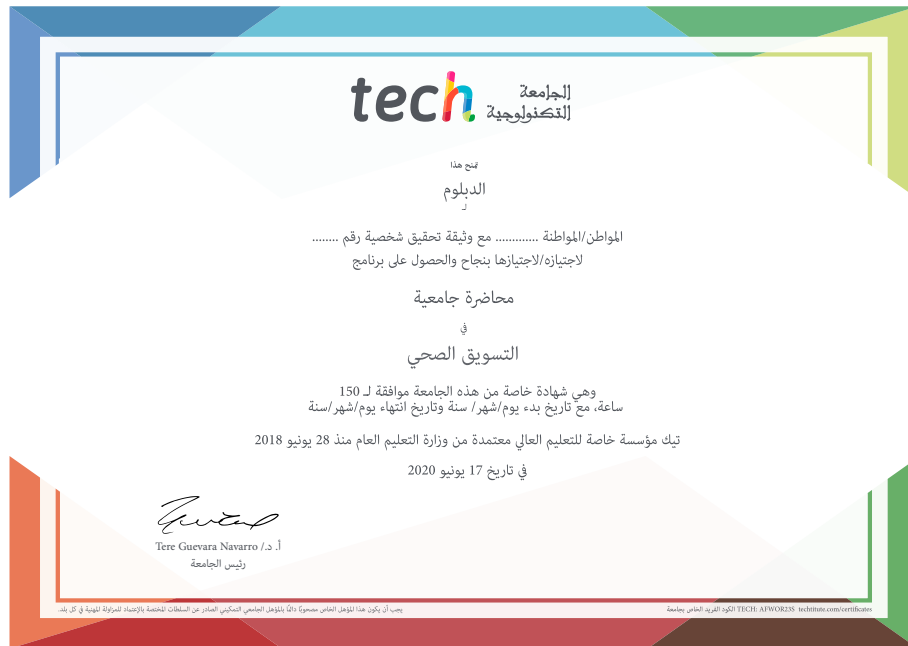 tech الجامعة
التكنولوجية
تمنح هذا
الدبلوم
لـ
المواطن/المواطنة ............. مع وثيقة تحقيق شخصية رقم ........
لاجتيازه/لاجتيازها بنجاح والحصول على برنامج
محاضرة جامعية
في
التسويق الصحي
وهي شهادة خاصة من هذه الجامعة موافقة لـ 150
ساعة، مع تاريخ بدء يوم/شهر/ سنة وتاريخ انتهاء يوم/شهر/سنة
تيك مؤسسة خاصة للتعليم العالي معتمدة من وزارة التعليم العام منذ 28 يونيو 2018
في تاريخ 17 يونيو 2020
أ. د./ Tere Guevara Navarro
رئيس الجامعة
يجب أن يكون هذا المؤهل الخاص مصحوبًا دائمًا بالمؤهل الجامعي التمكيني الصادر عن السلطات المختصة بالإعتماد للمزاولة المهنية في كل بلد.
الكود الفريد الخاص بجامعة TECH: AFWOR23S techtitute.com/certificates